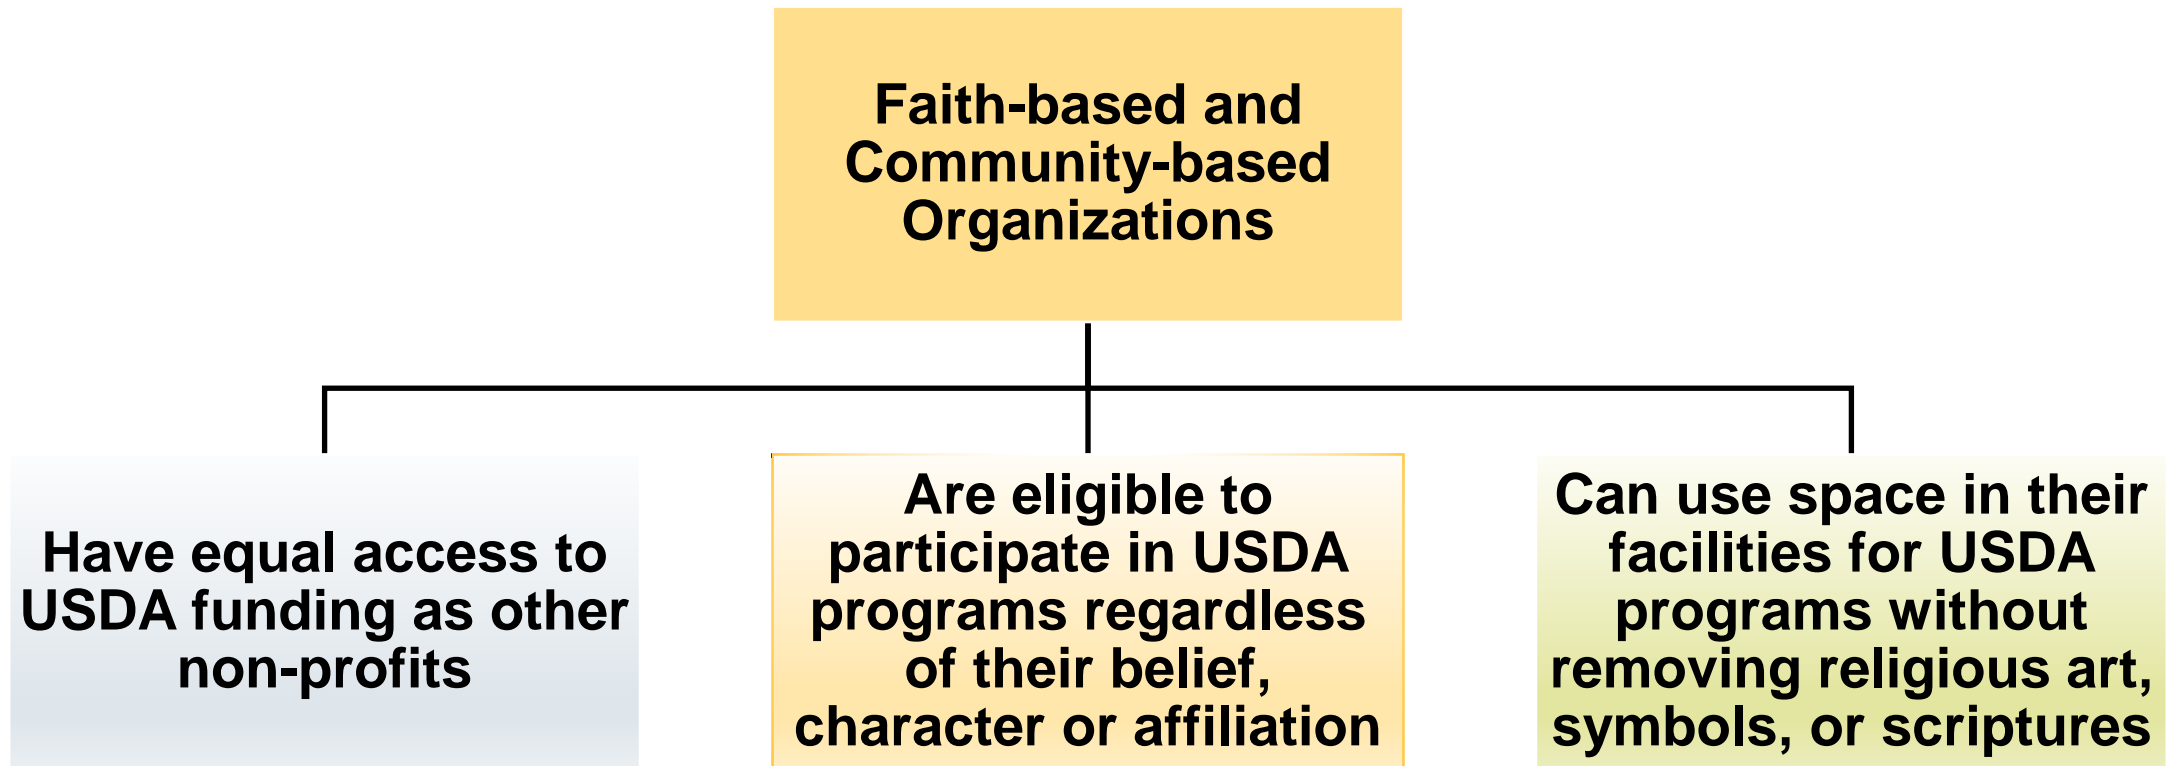 Faith-based and
Community-based
Organizations
Have equal access to
USDA funding as other
non-profits
Are eligible to
participate in USDA
programs regardless
of their belief,
character or affiliation
Can use space in their
facilities for USDA
programs without
removing religious art,
symbols, or scriptures